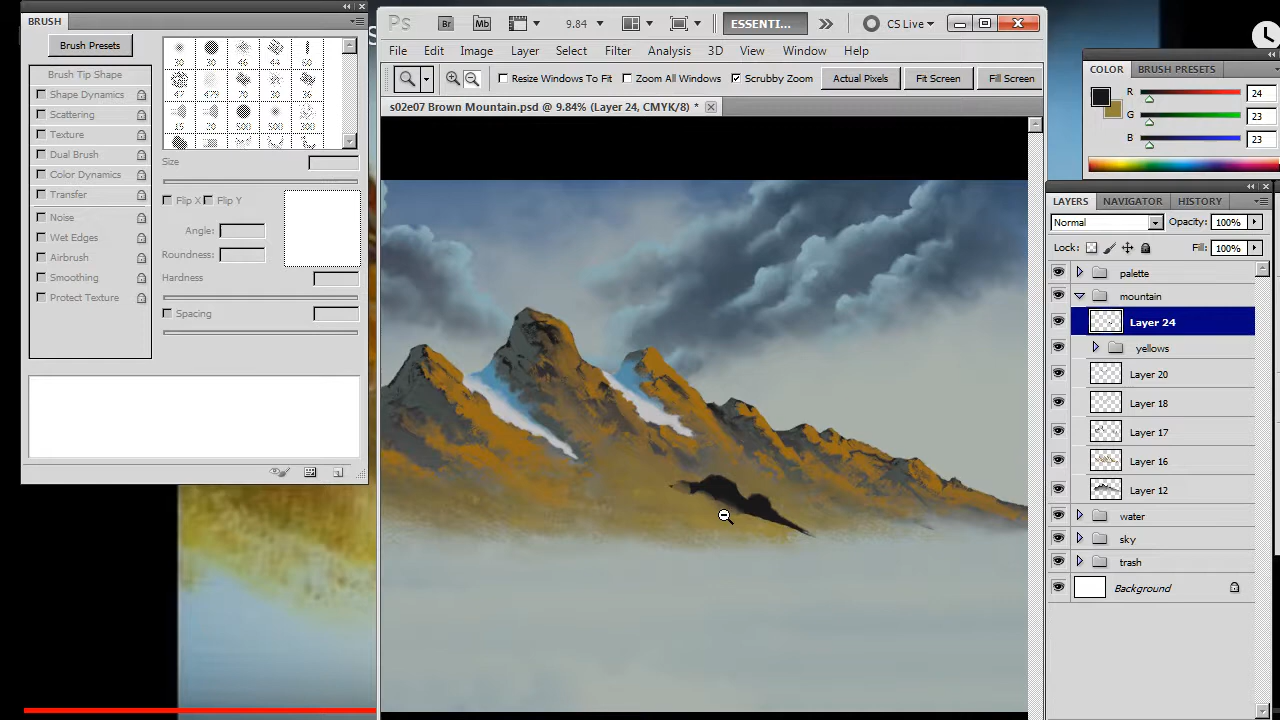 BRUSH
Brush Presets
Brush Tip Shape
Shape Dynamics
Scattering
Texture
Dual Brush
Color Dynamics
Transfer
Noise
Wet Edges
Airbrush
Smoothing
Protect Texture
Size
Flip X Flip Y
Angle:
Roundness:
Hardness
Spacing
Ps Br Mb 9.84 ESSENTI... CS Live
File Edit Image Layer Select Filter Analysis 3D View Window Help
Resize Windows To Fit Zoom All Windows Scrubby Zoom Actual Pixels Fit Screen Fill Screen
s02e07 Brown Mountain.psd @ 9.84% (Layer 24, CMYK/8) *
COLOR BRUSH PRESETS
R 24
G 23
B 23
LAYERS NAVIGATOR HISTORY
Normal Opacity: 100%
Lock: Fill: 100%
palette
mountain
Layer 24
yellows
Layer 20
Layer 18
Layer 17
Layer 16
Layer 12
water
sky
trash
Background